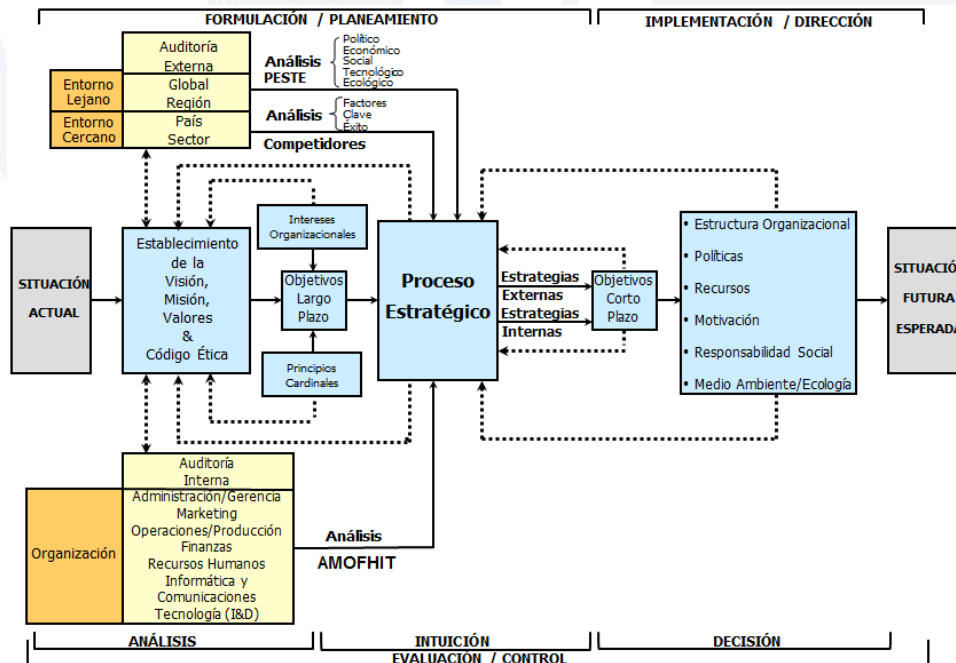 FORMULACIÓN / PLANEAMIENTO
IMPLEMENTACIÓN / DIRECCIÓN
Auditoría
Externa
Entorno
Lejano
Global
Región
Entorno
Cercano
País
Sector
Análisis
PESTE
Político
Económico
Social
Tecnológico
Ecológico
Análisis
Factores
Clave
Éxito
Competidores
SITUACIÓN
ACTUAL
Establecimiento
de la
Visión,
Misión,
Valores
&
Código Ética
Intereses
Organizacionales
Objetivos
Largo
Plazo
Principios
Cardinales
Proceso
Estratégico
Estrategias
Externas
Estrategias
Internas
Objetivos
Corto
Plazo
• Estructura Organizacional
• Políticas
• Recursos
• Motivación
• Responsabilidad Social
• Medio Ambiente/Ecología
SITUACIÓN
FUTURA
ESPERADA
Auditoría
Interna
Organización
Administración/Gerencia
Marketing
Operaciones/Producción
Finanzas
Recursos Humanos
Informática y
Comunicaciones
Tecnología (I&D)
Análisis
AMOFHIT
ANÁLISIS
INTUICIÓN
DECISIÓN
EVALUACIÓN / CONTROL